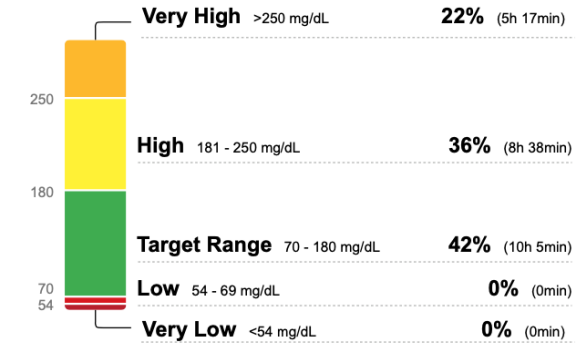 Very High >250 mg/dL 22% (5h 17min)
250
High 181 - 250 mg/dL 36% (8h 38min)
180
Target Range 70 - 180 mg/dL 42% (10h 5min)
70
Low 54 - 69 mg/dL 0% (0min)
54
Very Low <54 mg/dL 0% (0min)